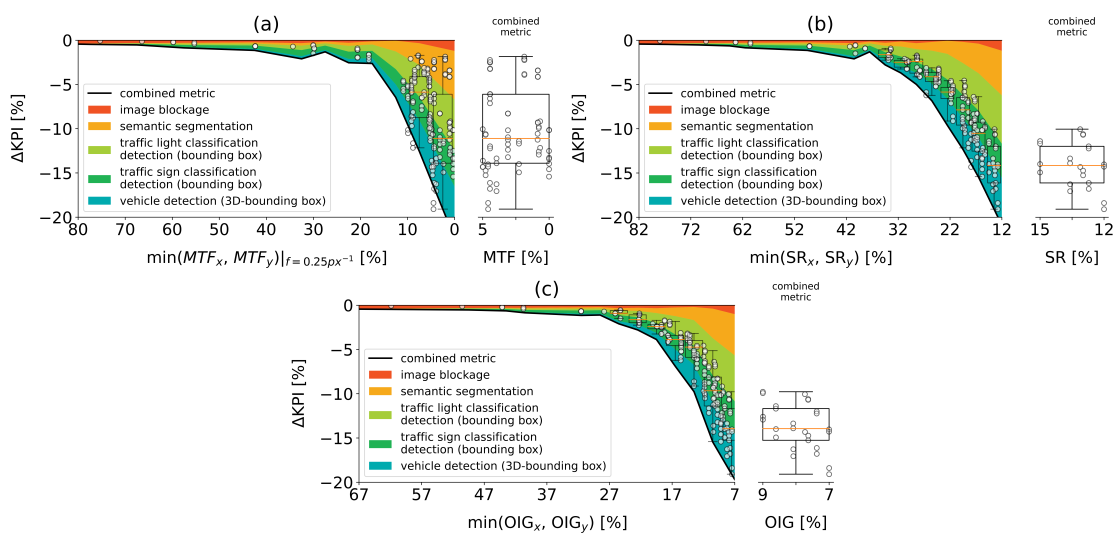 (a)
combined
metric
0
−5
−10
−15
−20
ΔKPI [%]
combined metric
image blockage
semantic segmentation
traffic light classification
detection (bounding box)
traffic sign classification
detection (bounding box)
vehicle detection (3D-bounding box)
80 70 60 50 40 30 20 10 0
min(MTFx, MTFy)|f = 0.25px−1 [%]
5 0
MTF [%]
(b)
combined
metric
0
−5
−10
−15
−20
ΔKPI [%]
combined metric
image blockage
semantic segmentation
traffic light classification
detection (bounding box)
traffic sign classification
detection (bounding box)
vehicle detection (3D-bounding box)
82 72 62 52 42 32 22 12
min(SRx, SRy) [%]
15 12
SR [%]
(c)
combined
metric
0
−5
−10
−15
−20
ΔKPI [%]
combined metric
image blockage
semantic segmentation
traffic light classification
detection (bounding box)
traffic sign classification
detection (bounding box)
vehicle detection (3D-bounding box)
67 57 47 37 27 17 7
min(OIGx, OIGy) [%]
9 7
OIG [%]